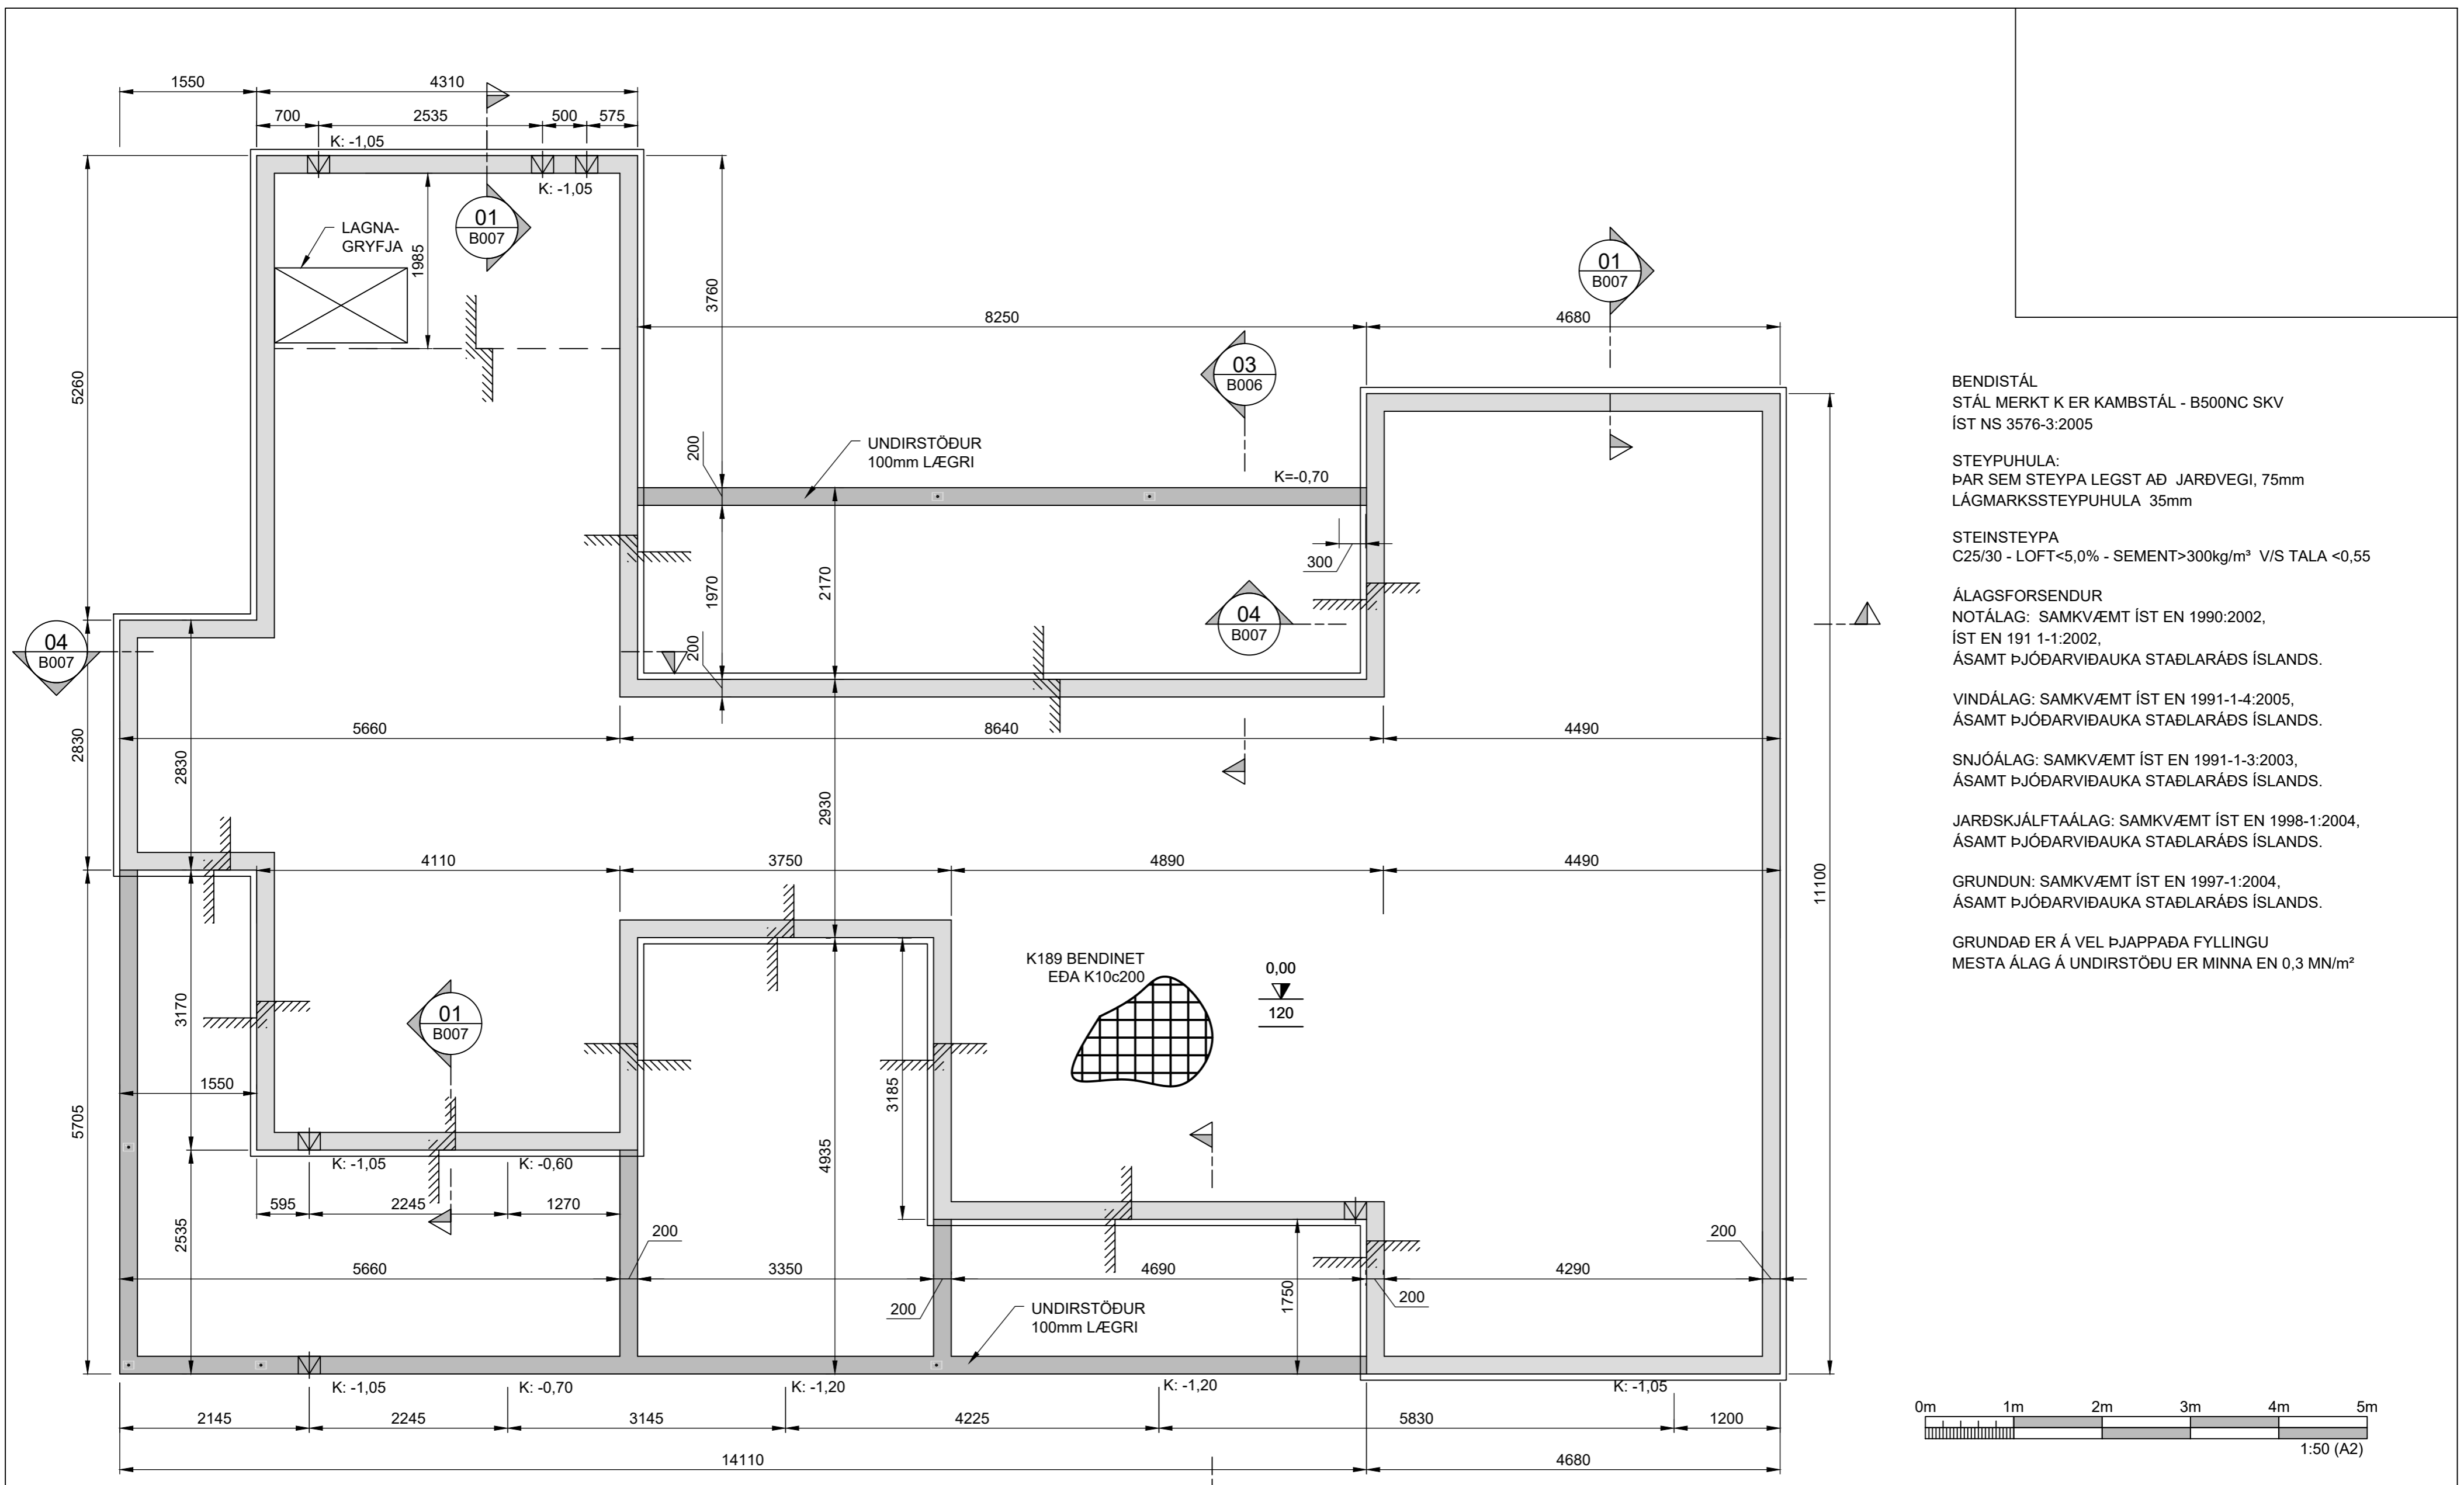 1550
4310
700
2535
500
575
K: -1,05
K: -1,05
01
B007
LAGNA-
GRYFJA
1985
3760
5260
01
B007
8250
4680
03
B006
200
UNDIRSTÖÐUR
100mm LÆGRI
K=-0,70
300
1970
2170
04
B007
04
B007
200
2830
2830
5660
8640
4490
2930
4110
3750
4890
4490
11100
K189 BENDINET
EÐA K10c200
0,00
120
3170
01
B007
1550
3185
5705
4935
K: -1,05
K: -0,60
595
2245
1270
2535
200
200
5660
3350
4690
4290
200
200
1750
UNDIRSTÖÐUR
100mm LÆGRI
K: -1,05
K: -0,70
K: -1,20
K: -1,20
K: -1,05
2145
2245
3145
4225
5830
1200
14110
4680
BENDISTÁL
STÁL MERKT K ER KAMBSTÁL - B500NC SKV
ÍST NS 3576-3:2005
STEYPUHULA:
ÞAR SEM STEYPA LEGST AÐ JARÐVEGI, 75mm
LÁGMARKSSTEYPUHULA 35mm
STEINSTEYPA
C25/30 - LOFT<5,0% - SEMENT>300kg/m³ V/S TALA <0,55
ÁLAGSFORSENDUR
NOTÁLAG: SAMKVÆMT ÍST EN 1990:2002,
ÍST EN 191 1-1:2002,
ÁSAMT ÞJÓÐARVIÐAUKA STAÐLARÁÐS ÍSLANDS.
VINDÁLAG: SAMKVÆMT ÍST EN 1991-1-4:2005,
ÁSAMT ÞJÓÐARVIÐAUKA STAÐLARÁÐS ÍSLANDS.
SNJÓÁLAG: SAMKVÆMT ÍST EN 1991-1-3:2003,
ÁSAMT ÞJÓÐARVIÐAUKA STAÐLARÁÐS ÍSLANDS.
JARÐSKJÁLFTAÁLAG: SAMKVÆMT ÍST EN 1998-1:2004,
ÁSAMT ÞJÓÐARVIÐAUKA STAÐLARÁÐS ÍSLANDS.
GRUNDUN: SAMKVÆMT ÍST EN 1997-1:2004,
ÁSAMT ÞJÓÐARVIÐAUKA STAÐLARÁÐS ÍSLANDS.
GRUNDAÐ ER Á VEL ÞJAPPAÐA FYLLINGU
MESTA ÁLAG Á UNDIRSTÖÐU ER MINNA EN 0,3 MN/m²
0m 1m 2m 3m 4m 5m
1:50 (A2)